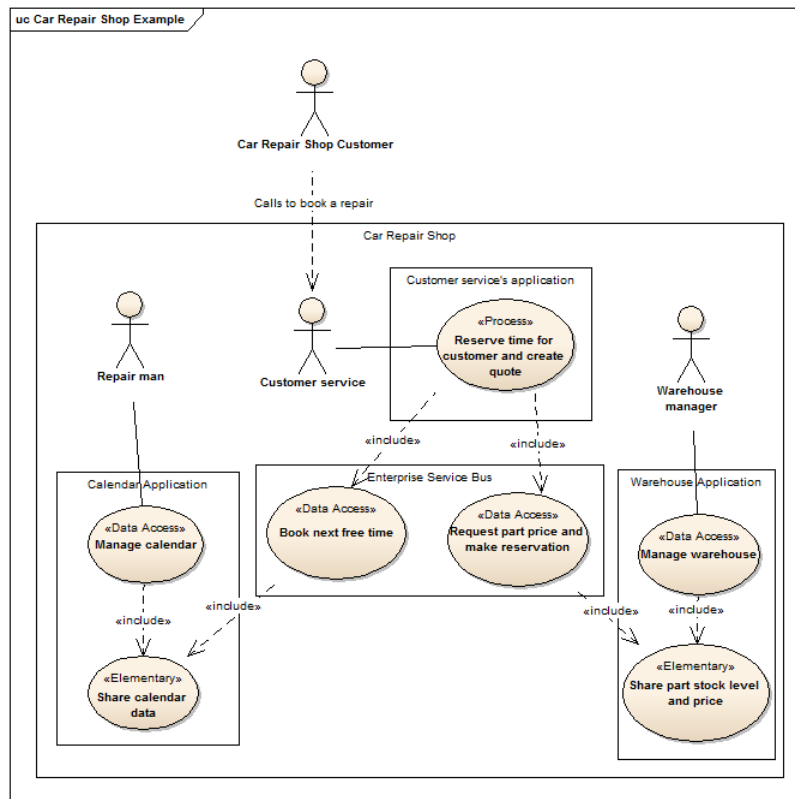 uc Car Repair Shop Example
Car Repair Shop Customer
Calls to book a repair
Car Repair Shop
Customer service's application
«Process»
Reserve time for
customer and create
quote
Repair man
Customer service
Warehouse
manager
«include»
«include»
Calendar Application
Enterprise Service Bus
Warehouse Application
«Data Access»
Manage calendar
«Data Access»
Book next free time
«Data Access»
Request part price and
make reservation
«Data Access»
Manage warehouse
«include»
«include»
«include»
«include»
«Elementary»
Share calendar
data
«Elementary»
Share part stock level
and price